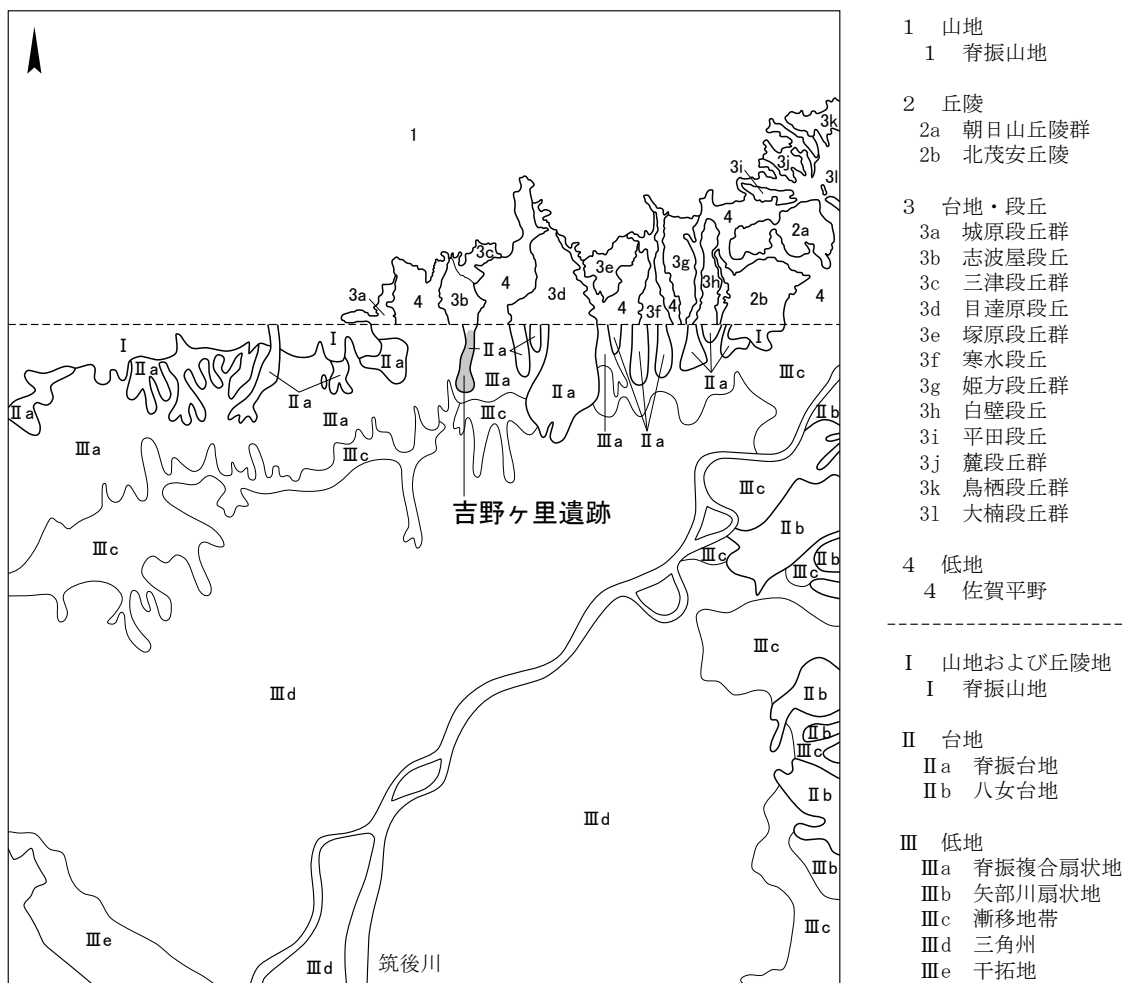 1
3k
3j
3i
3l
4
2a
3c
3e
3g
3a
4
3b
4
3d
4
3f
4
3h
2b
4
Ⅰ
Ⅰ
Ⅰ
Ⅱa
Ⅱa
Ⅱa
Ⅲa
Ⅱa
Ⅱa
Ⅲc
Ⅱa
Ⅱa
Ⅲa
Ⅲc
Ⅲa
Ⅱa
Ⅱb
Ⅲa
Ⅲc
Ⅲc
吉野ヶ里遺跡
Ⅱb
Ⅲc
Ⅲc
Ⅱb
Ⅲc
Ⅲc
Ⅲd
Ⅱb
Ⅱb
Ⅲc
Ⅱb
Ⅲd
Ⅲb
Ⅲc
Ⅲe
Ⅲd
筑後川
1 山地
1 脊振山地
2 丘陵
2a 朝日山丘陵群
2b 北茂安丘陵
3 台地・段丘
3a 城原段丘群
3b 志波屋段丘
3c 三津段丘群
3d 目達原段丘
3e 塚原段丘群
3f 寒水段丘
3g 姫方段丘群
3h 白壁段丘
3i 平田段丘
3j 麓段丘群
3k 鳥栖段丘群
3l 大楠段丘群
4 低地
4 佐賀平野
Ⅰ 山地および丘陵地
Ⅰ 脊振山地
Ⅱ 台地
Ⅱa 脊振台地
Ⅱb 八女台地
Ⅲ 低地
Ⅲa 脊振複合扇状地
Ⅲb 矢部川扇状地
Ⅲc 漸移地帯
Ⅲd 三角州
Ⅲe 干拓地